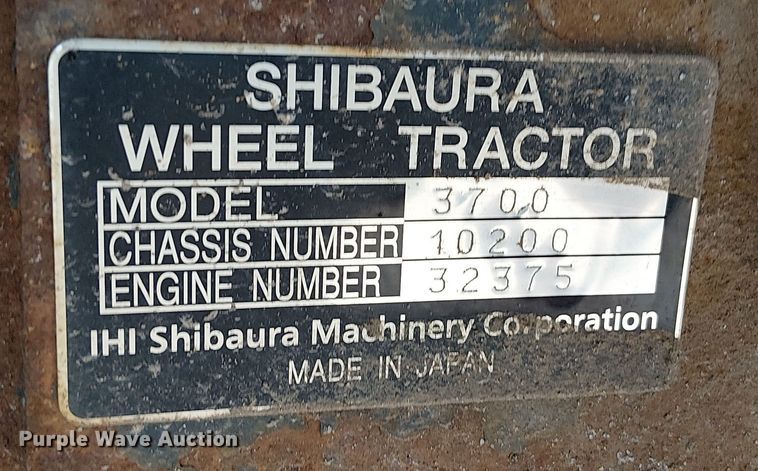 SHIBAURA
WHEEL TRACTOR
MODEL 3700
CHASSIS NUMBER 10200
ENGINE NUMBER 32375
IHI Shibaura Machinery Corporation
MADE IN JAPAN
Purple Wave Auction